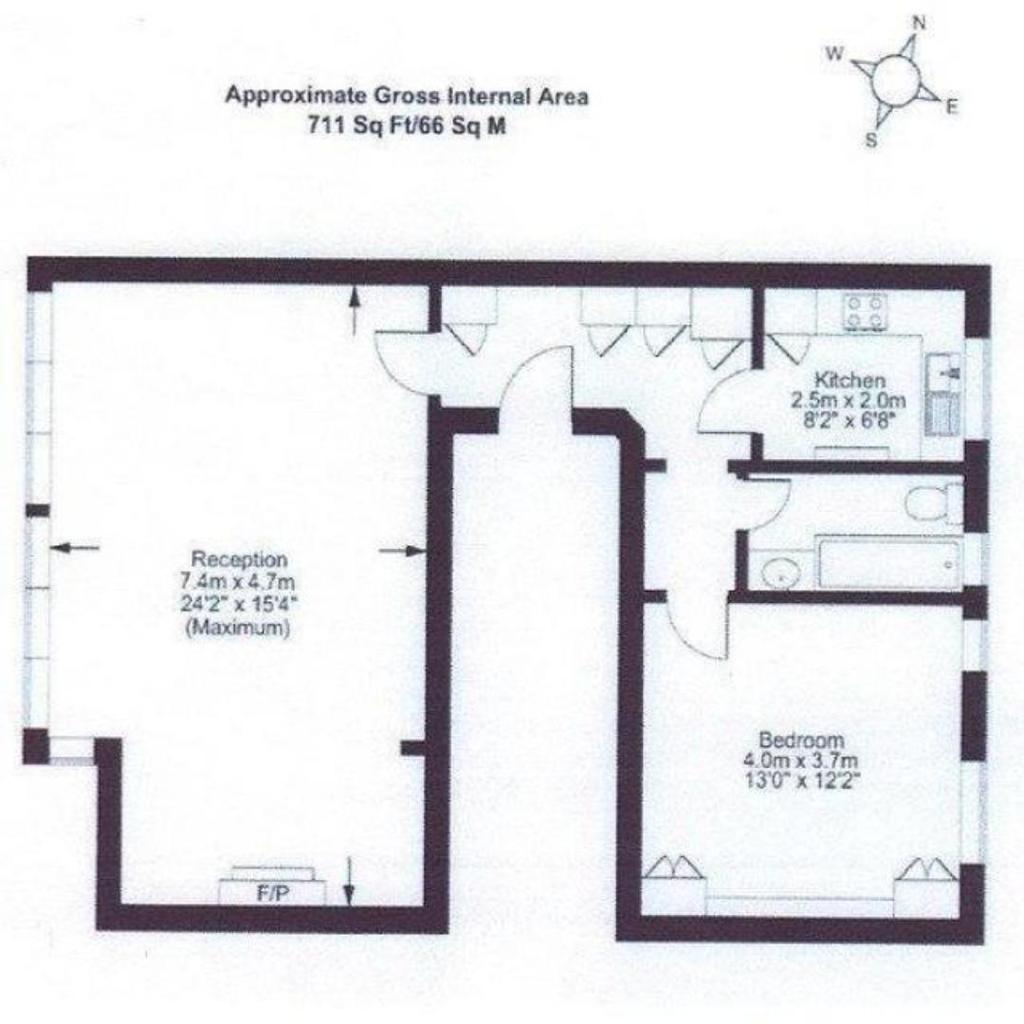 N
W
E
S
Approximate Gross Internal Area
711 Sq Ft/66 Sq M
Kitchen
2.5m x 2.0m
8'2" x 6'8"
Reception
7.4m x 4.7m
24'2" x 15'4"
(Maximum)
Bedroom
4.0m x 3.7m
13'0" x 12'2"
F/P